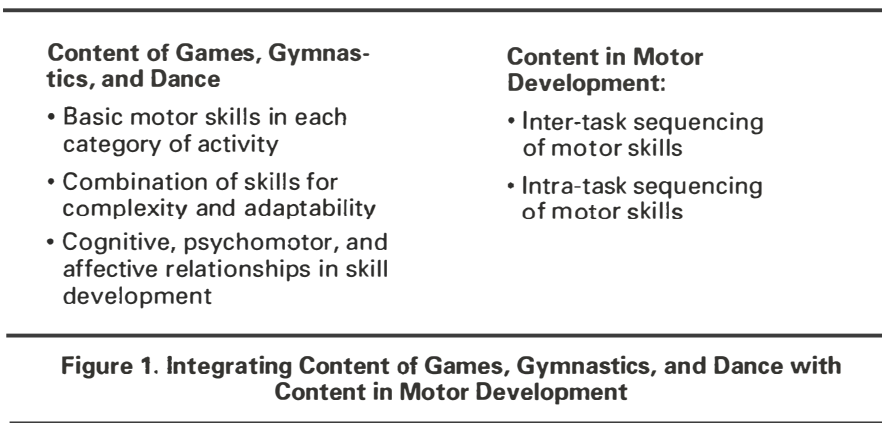 Content of Games, Gymnas-
tics, and Dance
• Basic motor skills in each
category of activity
• Combination of skills for
complexity and adaptability
• Cognitive, psychomotor, and
affective relationships in skill
development
Content in Motor
Development:
• Inter-task sequencing
of motor skills
• Intra-task sequencing
of motor skills
Figure 1. Integrating Content of Games, Gymnastics, and Dance with
Content in Motor Development